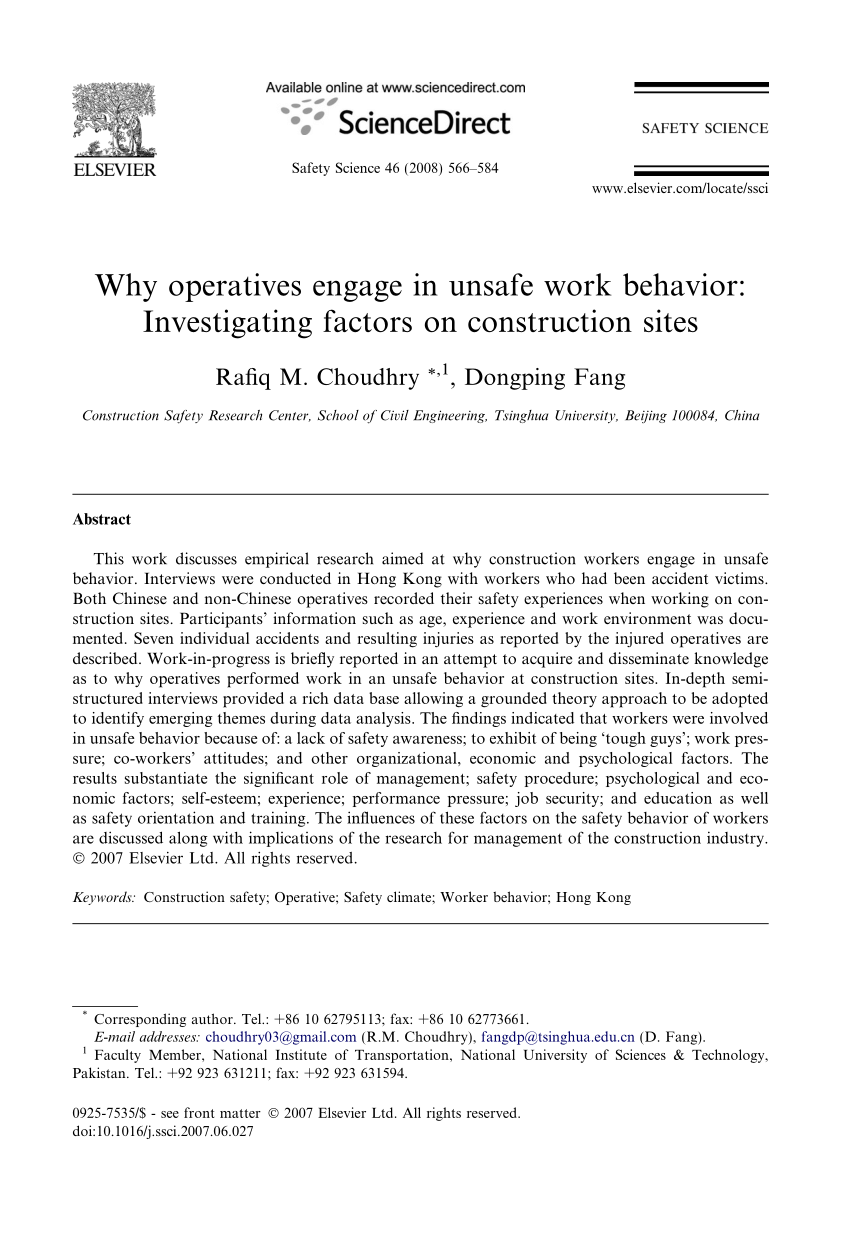 Available online at www.sciencedirect.com
ScienceDirect
ELSEVIER
Safety Science 46 (2008) 566–584
SAFETY SCIENCE
www.elsevier.com/locate/ssci
Why operatives engage in unsafe work behavior:
Investigating factors on construction sites
Rafiq M. Choudhry *,1, Dongping Fang
Construction Safety Research Center, School of Civil Engineering, Tsinghua University, Beijing 100084, China
Abstract
This work discusses empirical research aimed at why construction workers engage in unsafe
behavior. Interviews were conducted in Hong Kong with workers who had been accident victims.
Both Chinese and non-Chinese operatives recorded their safety experiences when working on con-
struction sites. Participants' information such as age, experience and work environment was docu-
mented. Seven individual accidents and resulting injuries as reported by the injured operatives are
described. Work-in-progress is briefly reported in an attempt to acquire and disseminate knowledge
as to why operatives performed work in an unsafe behavior at construction sites. In-depth semi-
structured interviews provided a rich data base allowing a grounded theory approach to be adopted
to identify emerging themes during data analysis. The findings indicated that workers were involved
in unsafe behavior because of: a lack of safety awareness; to exhibit of being 'tough guys'; work pres-
sure; co-workers' attitudes; and other organizational, economic and psychological factors. The
results substantiate the significant role of management; safety procedure; psychological and eco-
nomic factors; self-esteem; experience; performance pressure; job security; and education as well
as safety orientation and training. The influences of these factors on the safety behavior of workers
are discussed along with implications of the research for management of the construction industry.
© 2007 Elsevier Ltd. All rights reserved.
Keywords: Construction safety; Operative; Safety climate; Worker behavior; Hong Kong
* Corresponding author. Tel.: +86 10 62795113; fax: +86 10 62773661.
E-mail addresses: choudhry03@gmail.com (R.M. Choudhry), fangdp@tsinghua.edu.cn (D. Fang).
1 Faculty Member, National Institute of Transportation, National University of Sciences & Technology,
Pakistan. Tel.: +92 923 631211; fax: +92 923 631594.
0925-7535/$ - see front matter © 2007 Elsevier Ltd. All rights reserved.
doi:10.1016/j.ssci.2007.06.027